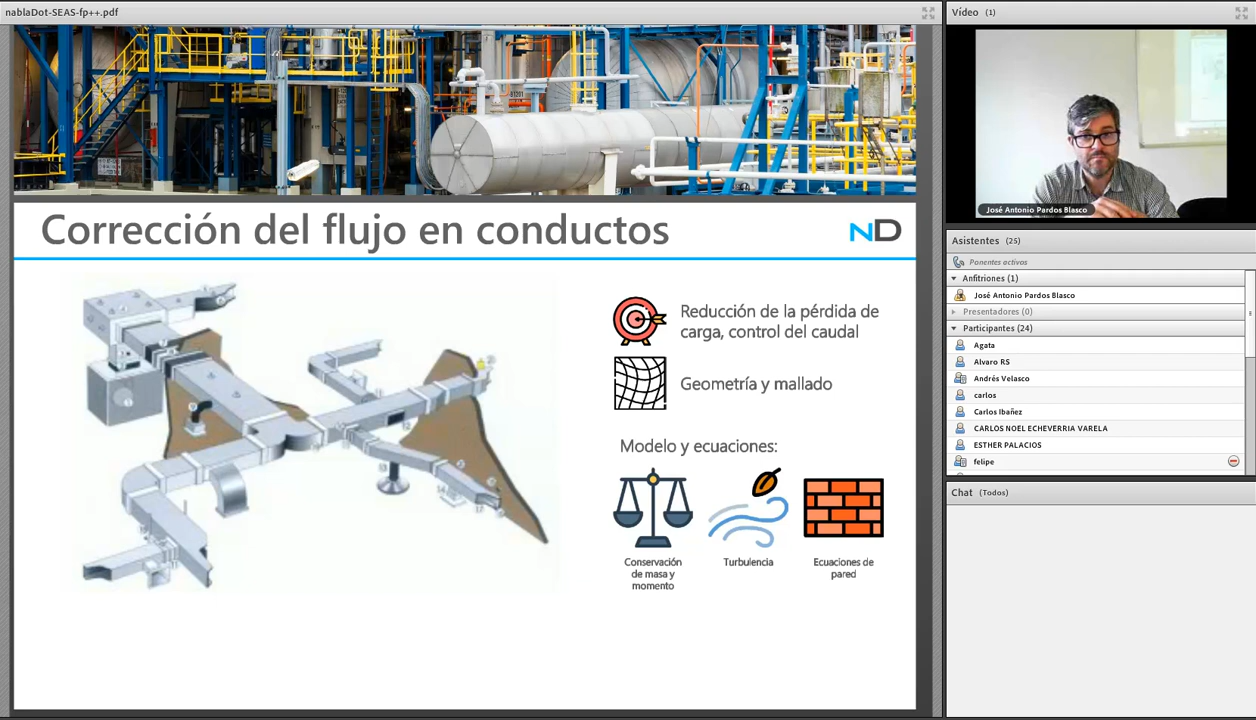 nablaDot-SEAS-fp++.pdf
Corrección del flujo en conductos
ND
Reducción de la pérdida de
carga, control del caudal
Geometría y mallado
Modelo y ecuaciones:
Conservación
de masa y
momento
Turbulencia
Ecuaciones de
pared
Vídeo (1)
José Antonio Pardos Blasco
Asistentes (25)
Ponentes activos
Anfitriones (1)
José Antonio Pardos Blasco
Presentadores (0)
Participantes (24)
Agata
Alvaro RS
Andrés Velasco
carlos
Carlos Ibañez
CARLOS NOEL ECHEVERRIA VARELA
ESTHER PALACIOS
felipe
Chat (Todos)